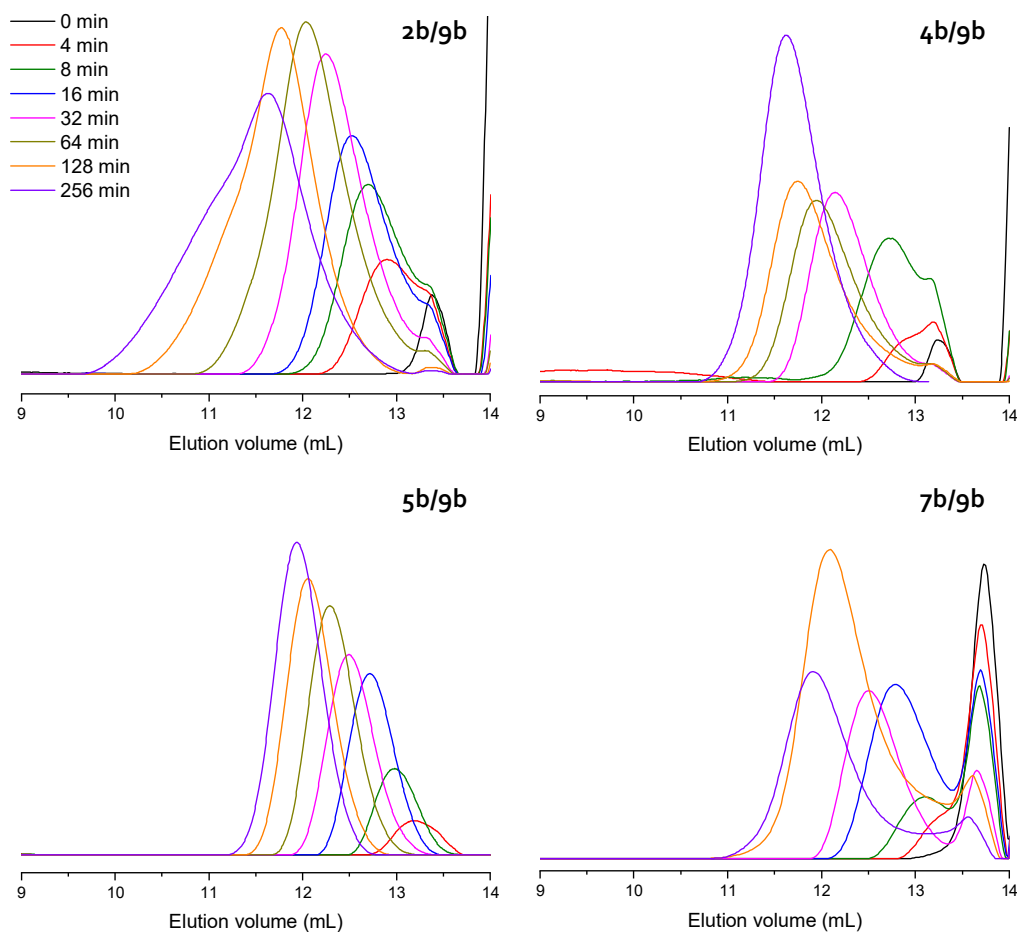 0 min
4 min
8 min
16 min
32 min
64 min
128 min
256 min
2b/9b
9 10 11 12 13 14
Elution volume (mL)
4b/9b
9 10 11 12 13 14
Elution volume (mL)
5b/9b
9 10 11 12 13 14
Elution volume (mL)
7b/9b
9 10 11 12 13 14
Elution volume (mL)